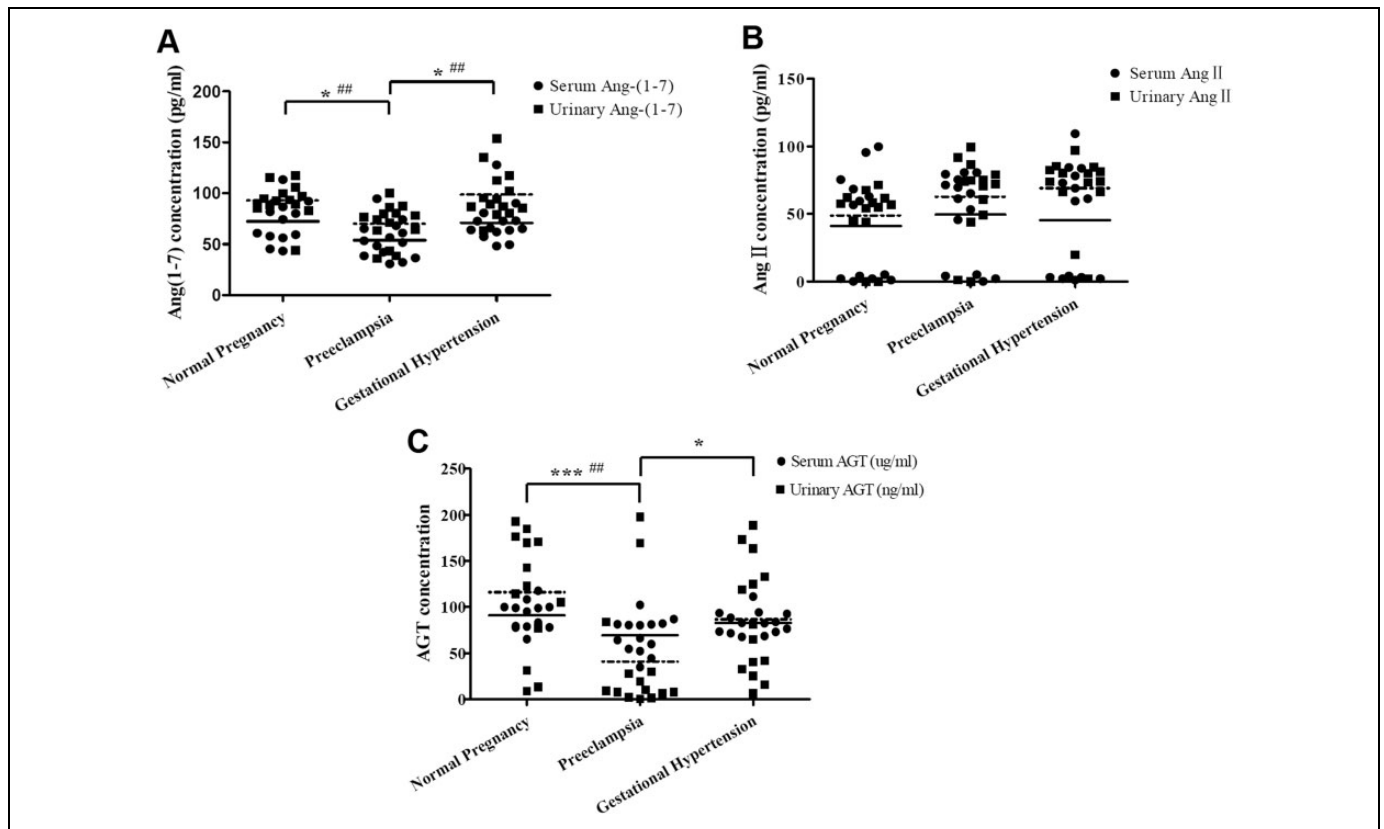 A
Ang(1-7) concentration (pg/ml)
* ##
* ##
Serum Ang-(1-7)
Urinary Ang-(1-7)
200
150
100
50
0
Normal Pregnancy
Preeclampsia
Gestational Hypertension
B
Ang II concentration (pg/ml)
Serum Ang II
Urinary Ang II
150
100
50
0
Normal Pregnancy
Preeclampsia
Gestational Hypertension
C
AGT concentration
*** ##
*
Serum AGT (ug/ml)
Urinary AGT (ng/ml)
250
200
150
100
50
0
Normal Pregnancy
Preeclampsia
Gestational Hypertension